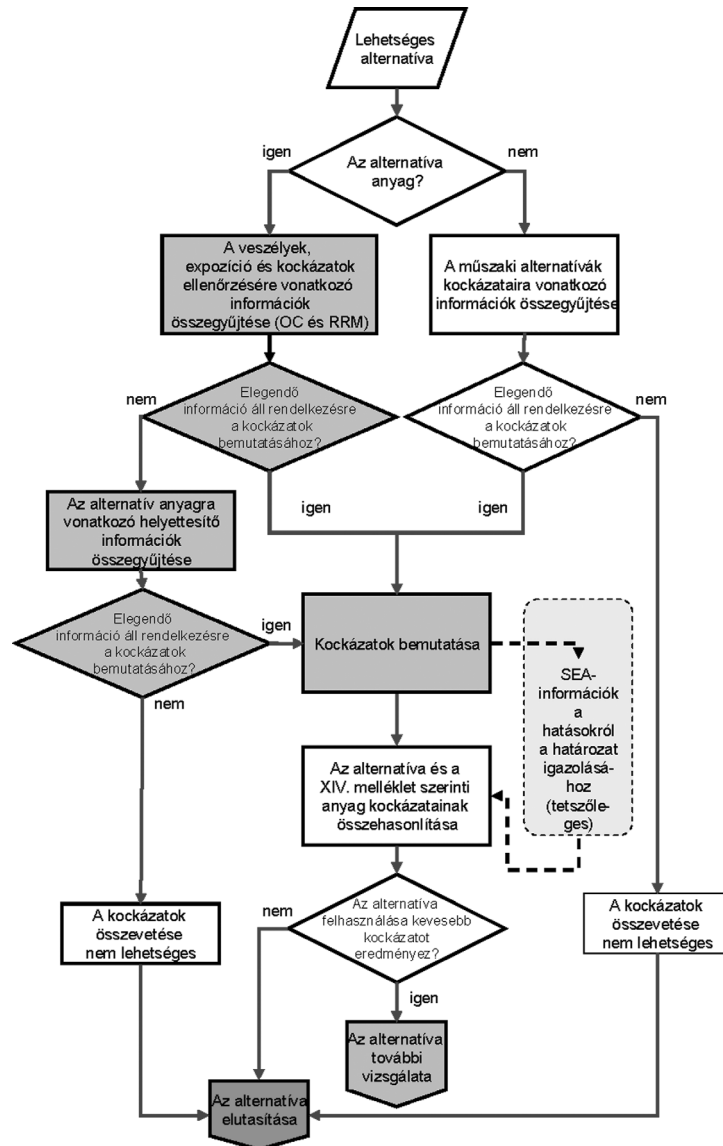 Lehetséges
alternatíva
igen
nem
Az alternatíva
anyag?
A veszélyek,
expozíció és kockázatok
ellenőrzésére vonatkozó
információk
összegyűjtése (OC és RRM)
A műszaki alternatívák
kockázataira vonatkozó
információk összegyűjtése
nem
Elegendő
információ áll rendelkezésre
a kockázatok
bemutatásához?
Elegendő
információ áll rendelkezésre
a kockázatok
bemutatásához?
nem
igen
igen
Az alternatív anyagra
vonatkozó helyettesítő
információk
összegyűjtése
Elegendő
információ áll rendelkezésre
a kockázatok
bemutatásához?
igen
nem
Kockázatok bemutatása
SEA-
információk
a
hatásokról
a határozat
igazolásá-
hoz
(tetszőle-
ges)
Az alternatíva és a
XIV. melléklet szerinti
anyag kockázatainak
összehasonlítása
nem
Az alternatíva
felhasználása kevesebb
kockázatot
eredményez?
igen
A kockázatok
összevetése
nem lehetséges
A kockázatok
összevetése
nem lehetséges
Az alternatíva
további
vizsgálata
Az alternatíva
elutasítása